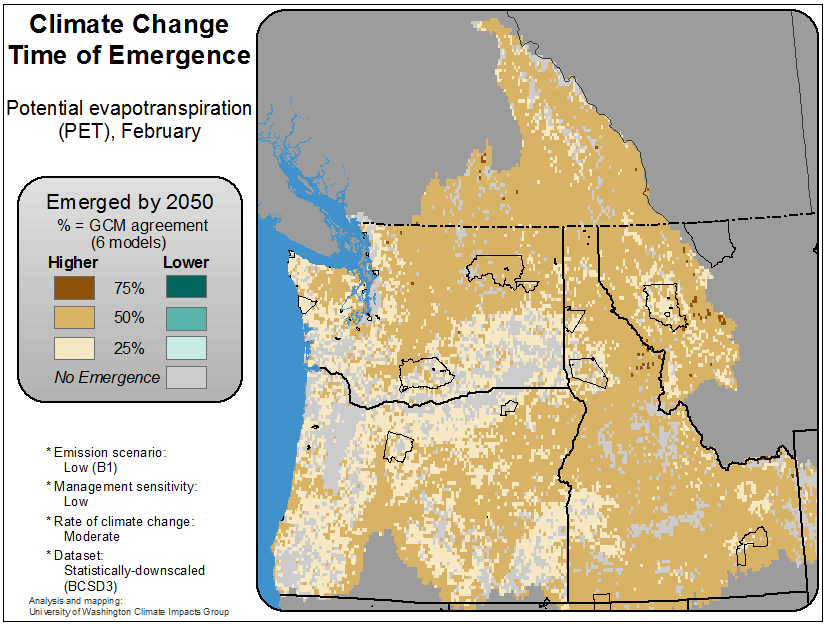 Climate Change
Time of Emergence
Potential evapotranspiration
(PET), February
Emerged by 2050
% = GCM agreement
(6 models)
Higher Lower
75%
50%
25%
No Emergence
* Emission scenario:
Low (B1)
* Management sensitivity:
Low
* Rate of climate change:
Moderate
* Dataset:
Statistically-downscaled
(BCSD3)
Analysis and mapping:
University of Washington Climate Impacts Group